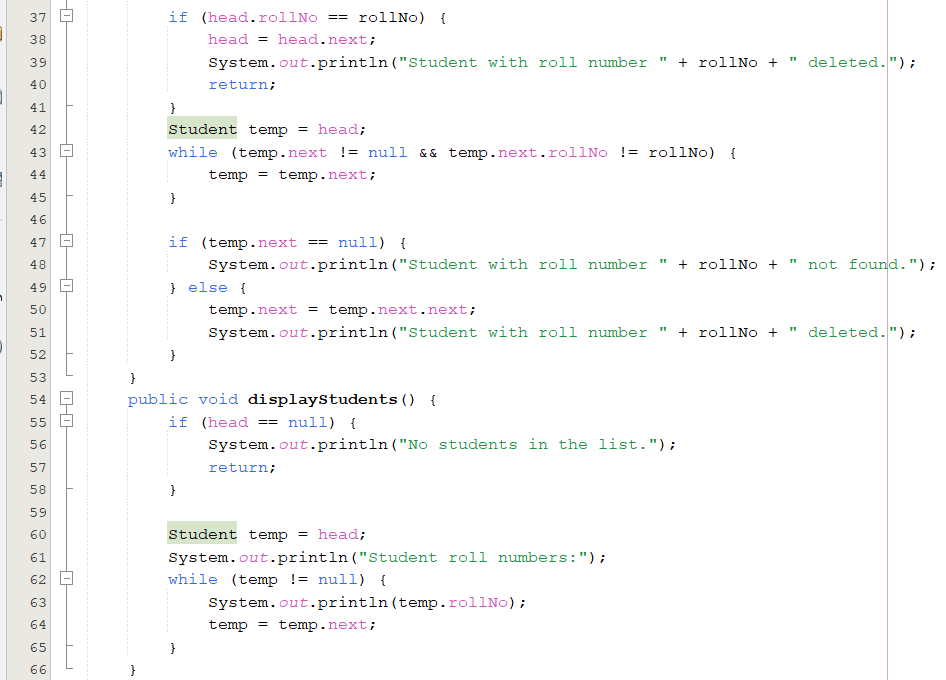 37 if (head.rollNo == rollNo) {
38 head = head.next;
39 System.out.println("Student with roll number " + rollNo + " deleted.");
40 return;
41 }
42 Student temp = head;
43 while (temp.next != null && temp.next.rollNo != rollNo) {
44 temp = temp.next;
45 }
46
47 if (temp.next == null) {
48 System.out.println("Student with roll number " + rollNo + " not found.");
49 } else {
50 temp.next = temp.next.next;
51 System.out.println("Student with roll number " + rollNo + " deleted.");
52 }
53 }
54 public void displayStudents() {
55 if (head == null) {
56 System.out.println("No students in the list.");
57 return;
58 }
59
60 Student temp = head;
61 System.out.println("Student roll numbers:");
62 while (temp != null) {
63 System.out.println(temp.rollNo);
64 temp = temp.next;
65 }
66 }